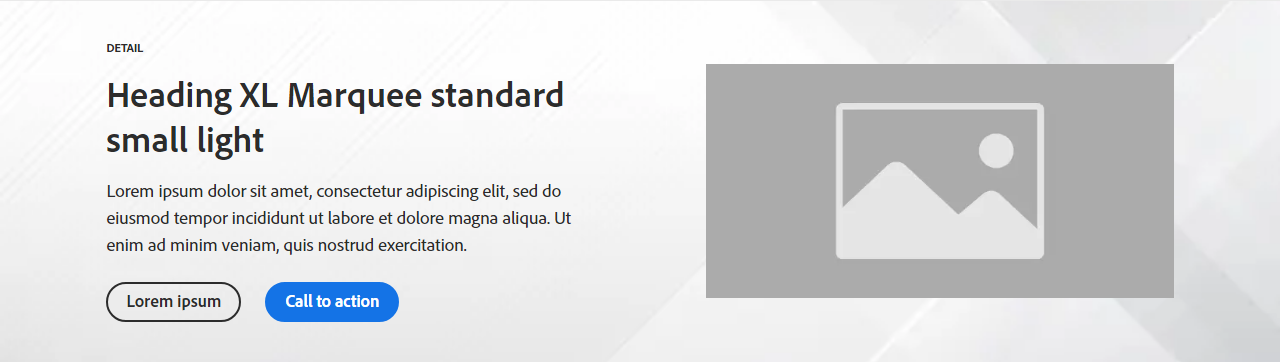 DETAIL
Heading XL Marquee standard
small light
Lorem ipsum dolor sit amet, consectetur adipiscing elit, sed do
eiusmod tempor incididunt ut labore et dolore magna aliqua. Ut
enim ad minim veniam, quis nostrud exercitation.
Lorem ipsum
Call to action